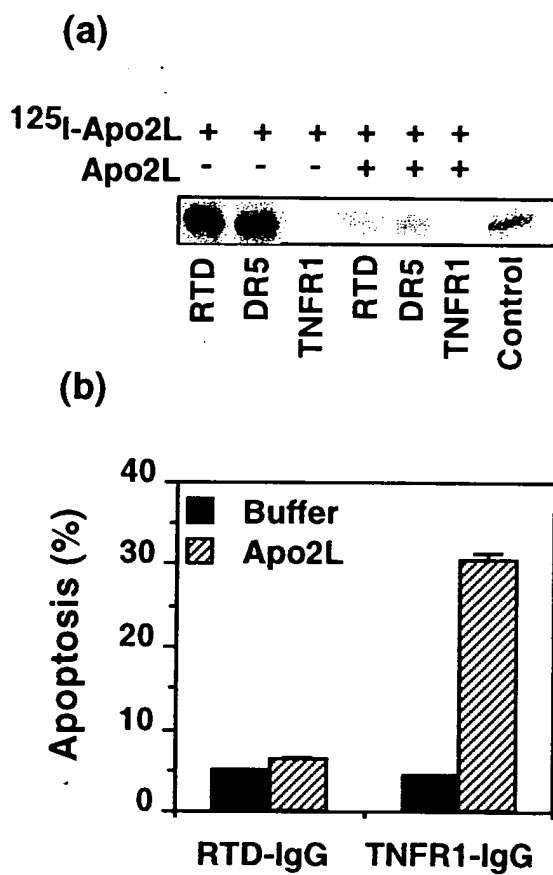 (a)
125I-Apo2L + + + + + +
Apo2L - - - + + +
RTD DR5 TNFR1 RTD DR5 TNFR1 Control
(b)
40
30
20
10
0
Apoptosis (%)
Buffer
Apo2L
RTD-IgG TNFR1-IgG